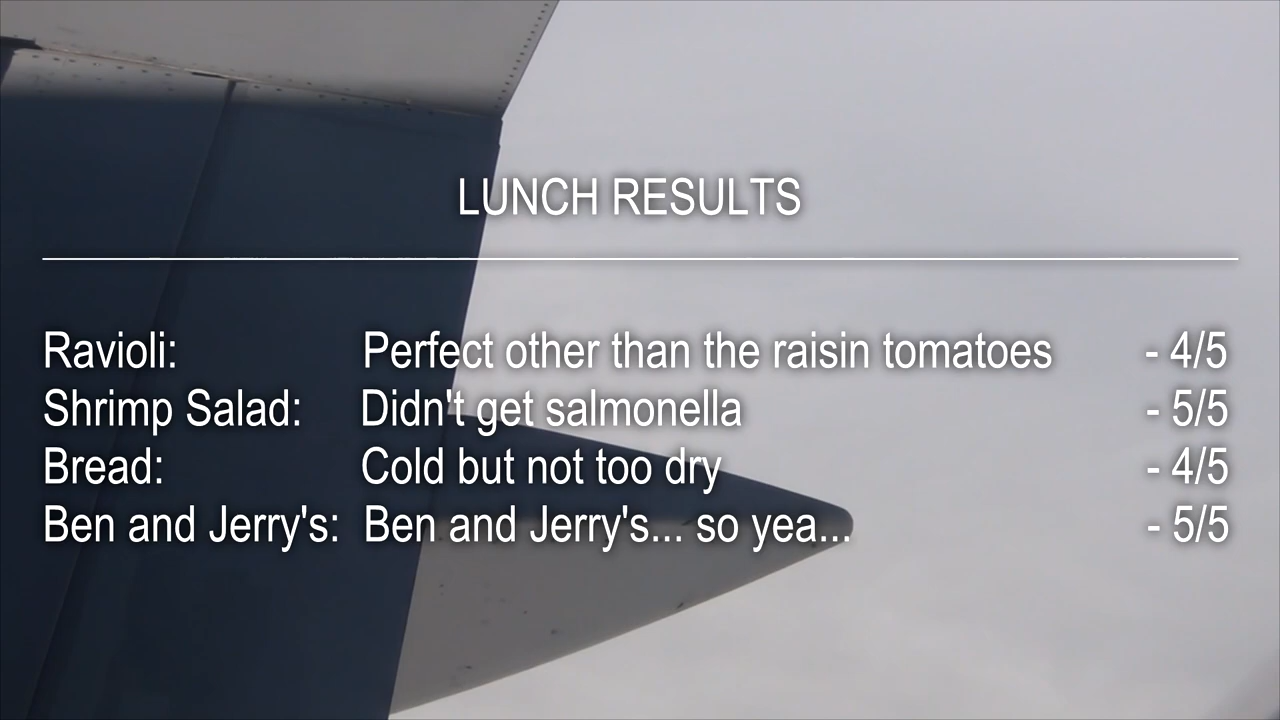 LUNCH RESULTS
Ravioli: Perfect other than the raisin tomatoes - 4/5
Shrimp Salad: Didn't get salmonella - 5/5
Bread: Cold but not too dry - 4/5
Ben and Jerry's: Ben and Jerry's... so yea... - 5/5